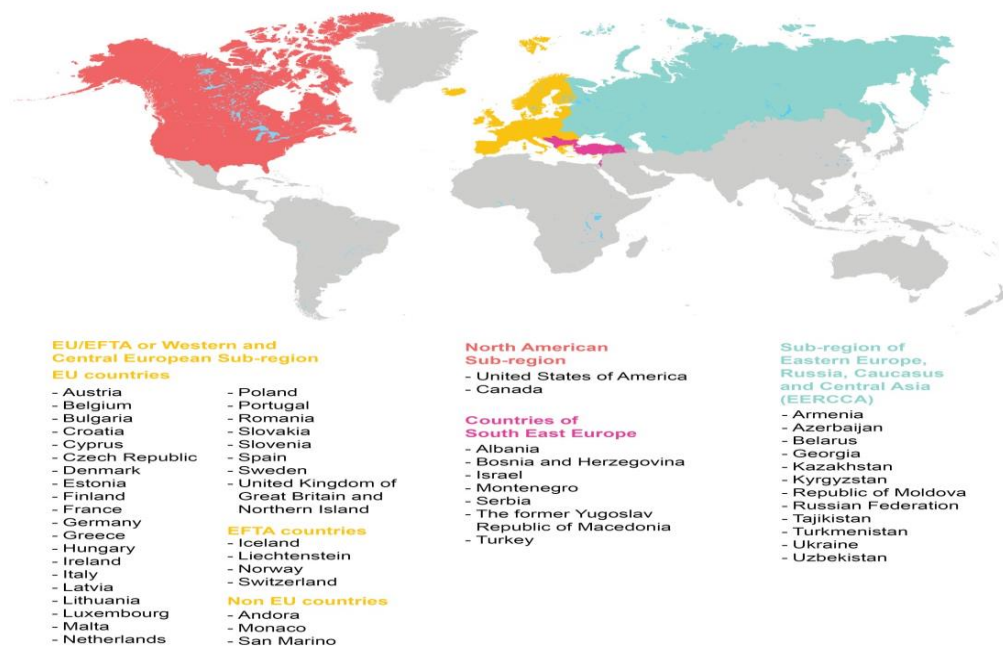 EU/EFTA or Western and
Central European Sub-region
EU countries
- Austria
- Belgium
- Bulgaria
- Croatia
- Cyprus
- Czech Republic
- Denmark
- Estonia
- Finland
- France
- Germany
- Greece
- Hungary
- Ireland
- Italy
- Latvia
- Lithuania
- Luxembourg
- Malta
- Netherlands
- Poland
- Portugal
- Romania
- Slovakia
- Slovenia
- Spain
- Sweden
- United Kingdom of
Great Britain and
Northern Island
EFTA countries
- Iceland
- Liechtenstein
- Norway
- Switzerland
Non EU countries
- Andora
- Monaco
- San Marino
North American
Sub-region
- United States of America
- Canada
Countries of
South East Europe
- Albania
- Bosnia and Herzegovina
- Israel
- Montenegro
- Serbia
- The former Yugoslav
Republic of Macedonia
- Turkey
Sub-region of
Eastern Europe,
Russia, Caucasus
and Central Asia
(EERCCA)
- Armenia
- Azerbaijan
- Belarus
- Georgia
- Kazakhstan
- Kyrgyzstan
- Republic of Moldova
- Russian Federation
- Tajikistan
- Turkmenistan
- Ukraine
- Uzbekistan